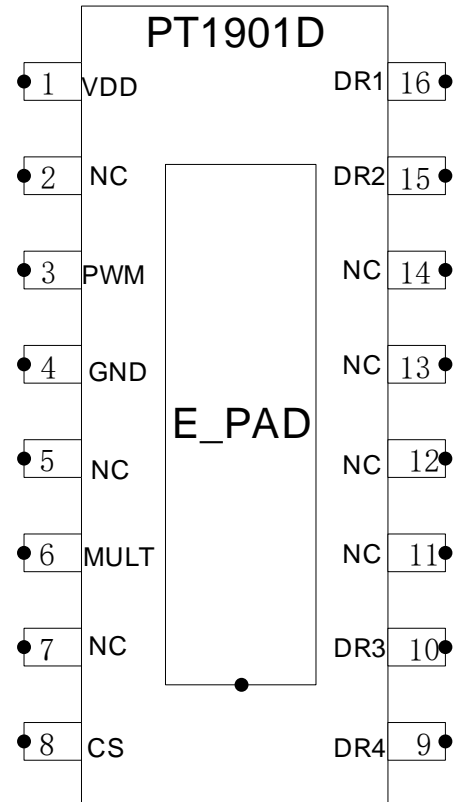 PT1901D
1 VDD DR1 16
2 NC DR2 15
3 PWM NC 14
4 GND NC 13
E_PAD
5 NC NC 12
6 MULT NC 11
7 NC DR3 10
8 CS DR4 9